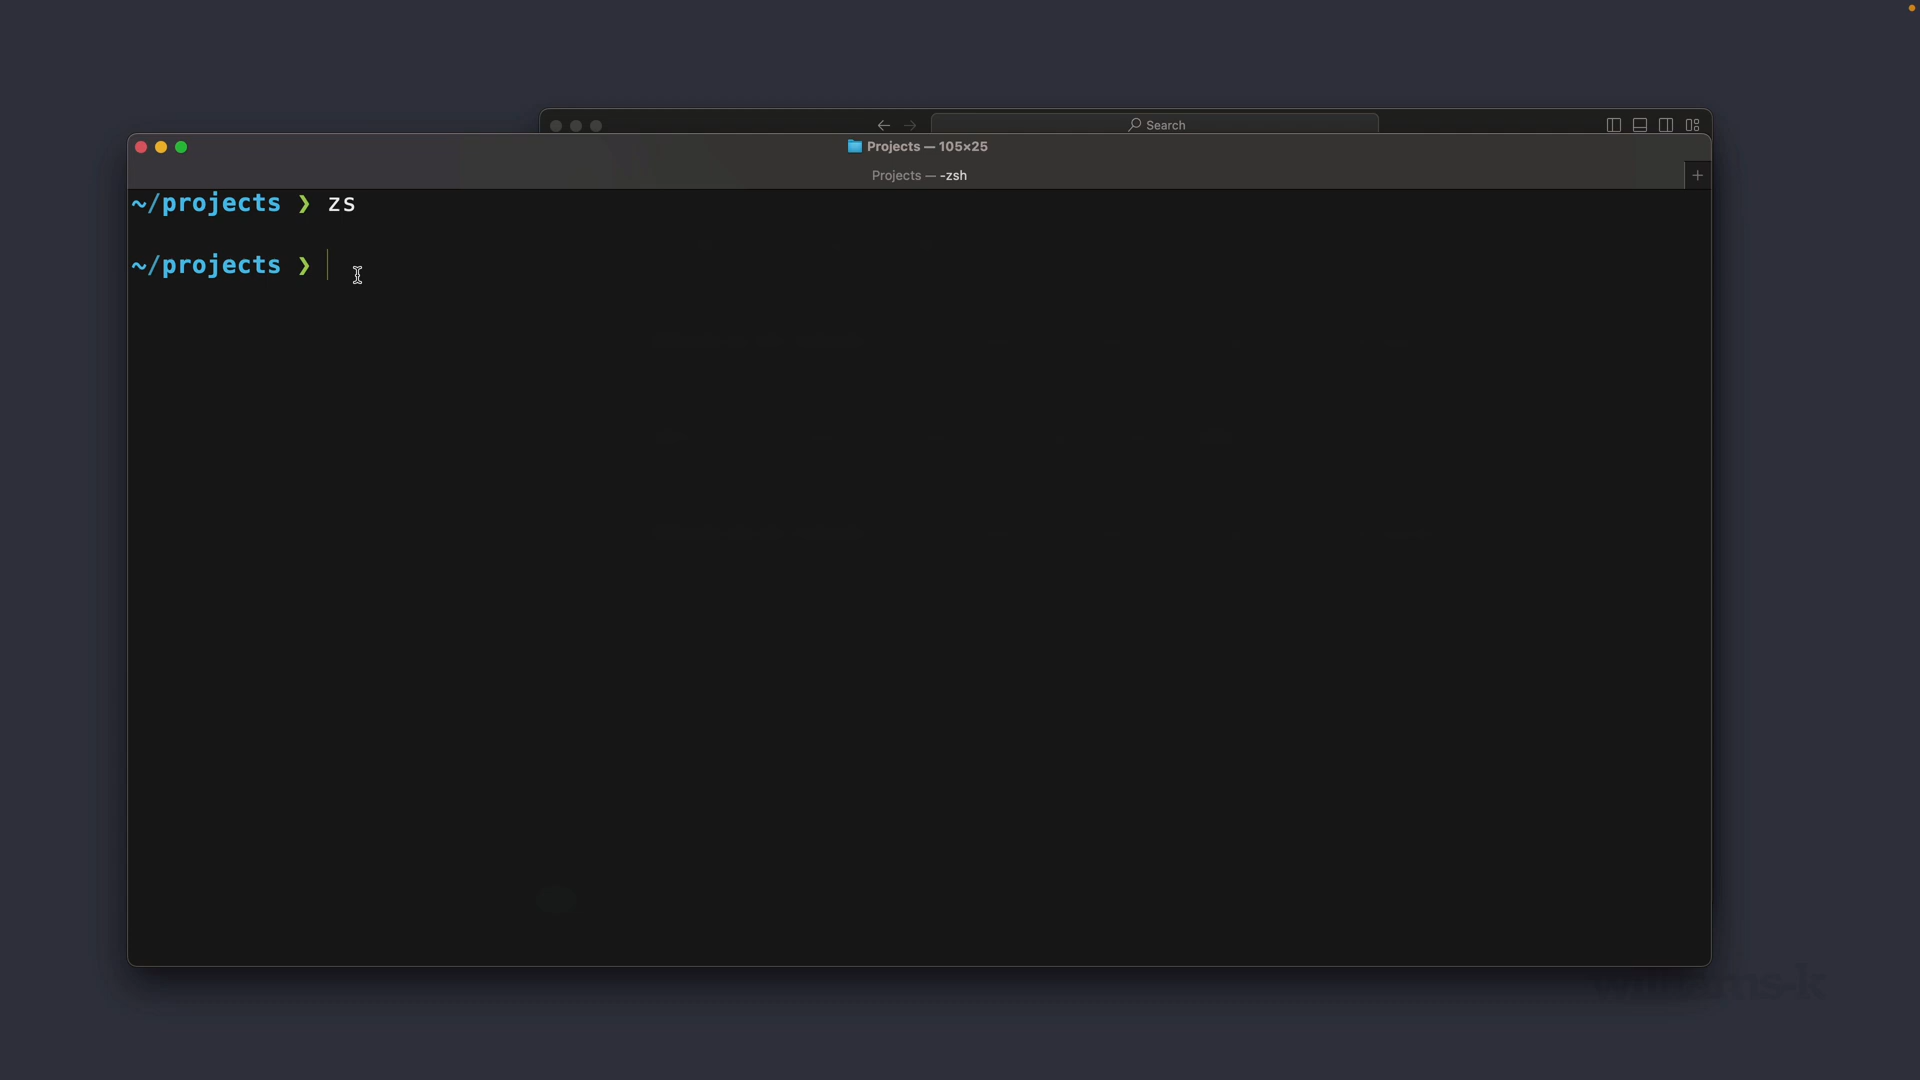 Search
Projects — 105×25
Projects — -zsh
~/projects ❯ zs
~/projects ❯